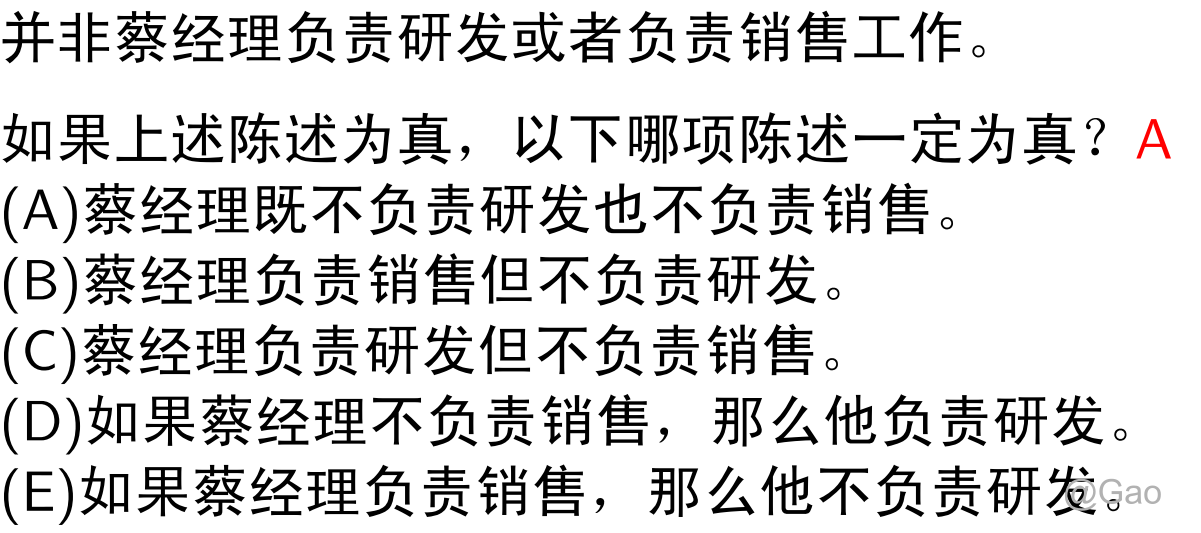 并非蔡经理负责研发或者负责销售工作。
如果上述陈述为真，以下哪项陈述一定为真？A
(A)蔡经理既不负责研发也不负责销售。
(B)蔡经理负责销售但不负责研发。
(C)蔡经理负责研发但不负责销售。
(D)如果蔡经理不负责销售，那么他负责研发。
(E)如果蔡经理负责销售，那么他不负责研发。
@Gao